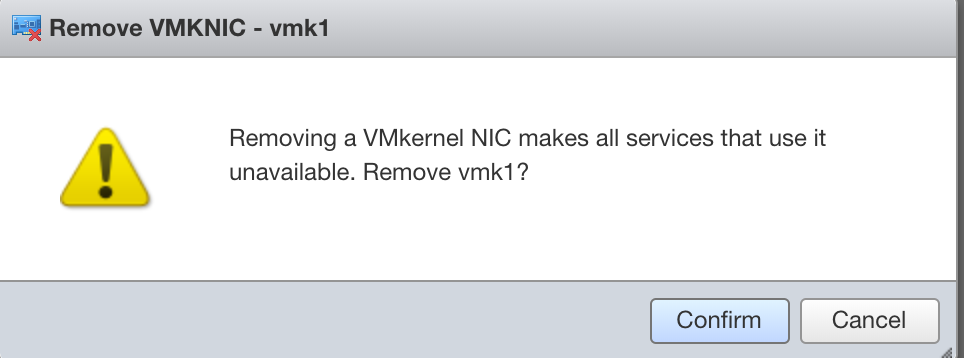 Remove VMKNIC - vmk1
Removing a VMkernel NIC makes all services that use it
unavailable. Remove vmk1?
Confirm
Cancel